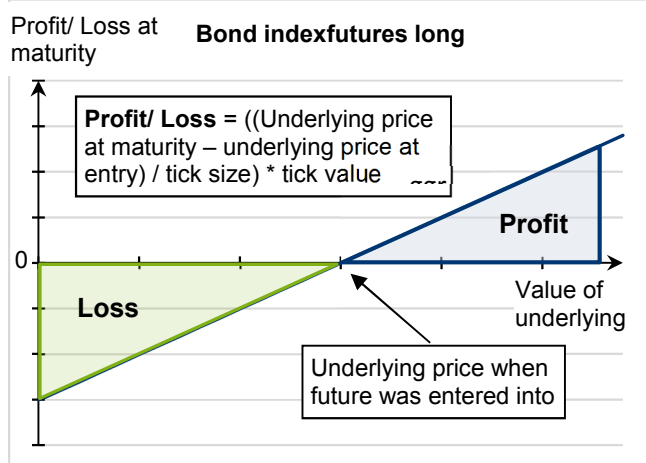 Profit/ Loss at
maturity
Bond indexfutures long
Profit/ Loss = ((Underlying price
at maturity – underlying price at
entry) / tick size) * tick value
Profit
0
Value of
underlying
Loss
Underlying price when
future was entered into